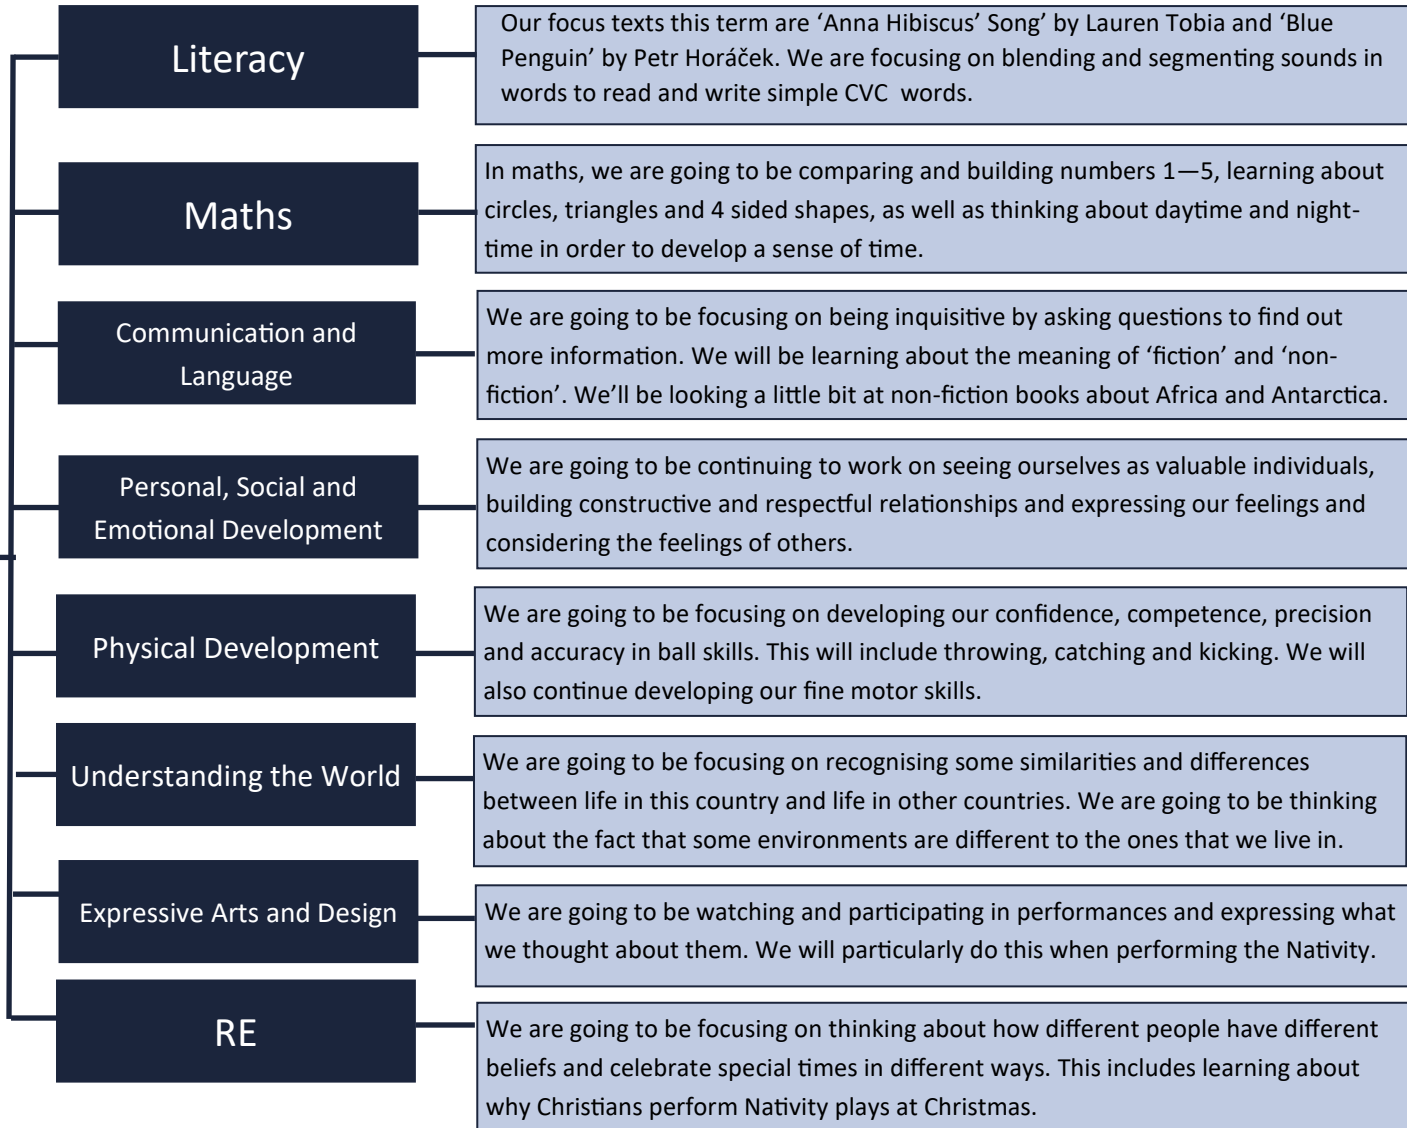 Literacy
Our focus texts this term are ‘Anna Hibiscus’ Song’ by Lauren Tobia and ‘Blue
Penguin’ by Petr Horáček. We are focusing on blending and segmenting sounds in
words to read and write simple CVC  words.
Maths
In maths, we are going to be comparing and building numbers 1—5, learning about
circles, triangles and 4 sided shapes, as well as thinking about daytime and night-
time in order to develop a sense of time.
Communication and
Language
We are going to be focusing on being inquisitive by asking questions to find out
more information. We will be learning about the meaning of ‘fiction’ and ‘non-
fiction’. We’ll be looking a little bit at non-fiction books about Africa and Antarctica.
Personal, Social and
Emotional Development
We are going to be continuing to work on seeing ourselves as valuable individuals,
building constructive and respectful relationships and expressing our feelings and
considering the feelings of others.
Physical Development
We are going to be focusing on developing our confidence, competence, precision
and accuracy in ball skills. This will include throwing, catching and kicking. We will
also continue developing our fine motor skills.
Understanding the World
We are going to be focusing on recognising some similarities and differences
between life in this country and life in other countries. We are going to be thinking
about the fact that some environments are different to the ones that we live in.
Expressive Arts and Design
We are going to be watching and participating in performances and expressing what
we thought about them. We will particularly do this when performing the Nativity.
RE
We are going to be focusing on thinking about how different people have different
beliefs and celebrate special times in different ways. This includes learning about
why Christians perform Nativity plays at Christmas.